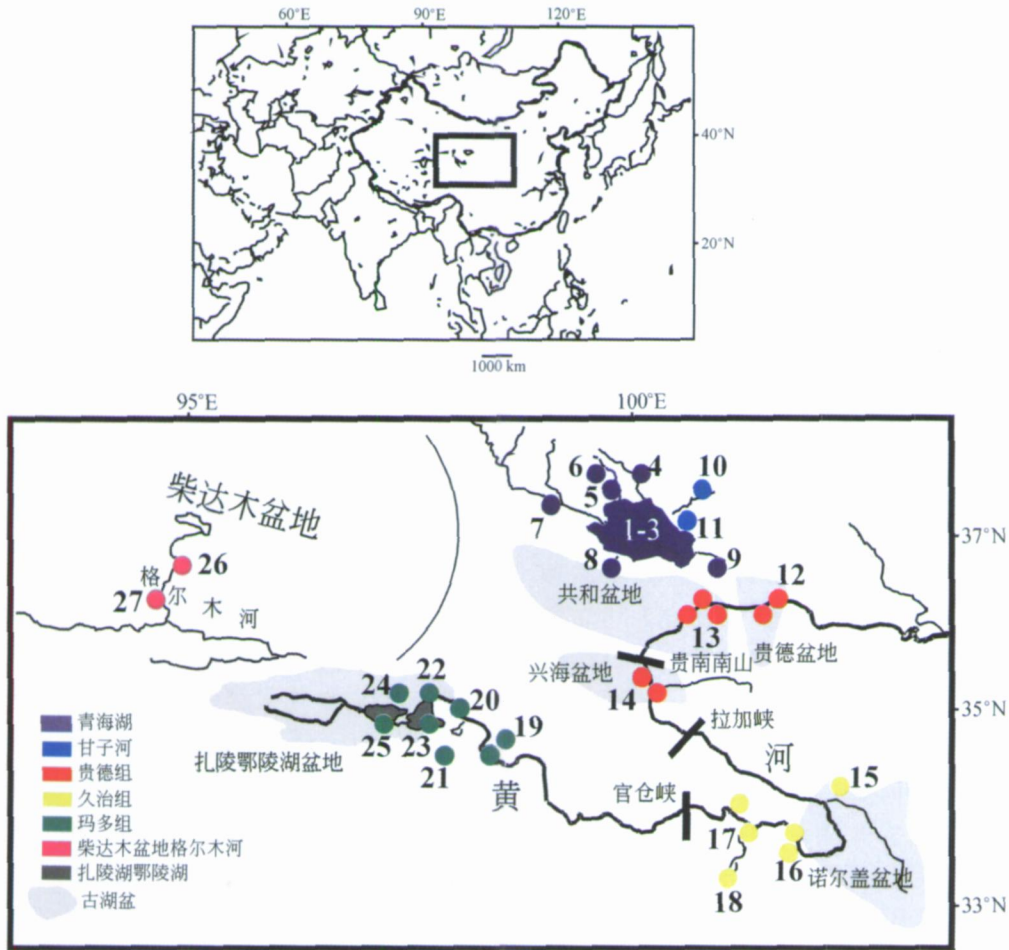 60°E 90°E 120°E
40°N
20°N
1000 km
95°E 100°E
柴达木盆地
格尔木河
26
27
6 4 10
5
7 1-3 11
37°N
8 9
共和盆地 12
13
贵南南山 贵德盆地
兴海盆地
14
24 22
20
35°N
拉加峡
25 23 19
扎陵鄂陵湖盆地 21
黄 河
官仓峡 15
17
16 诺尔盖盆地
18
33°N
青海湖
甘子河
贵德组
久治组
玛多组
柴达木盆地格尔木河
扎陵湖鄂陵湖
古湖盆